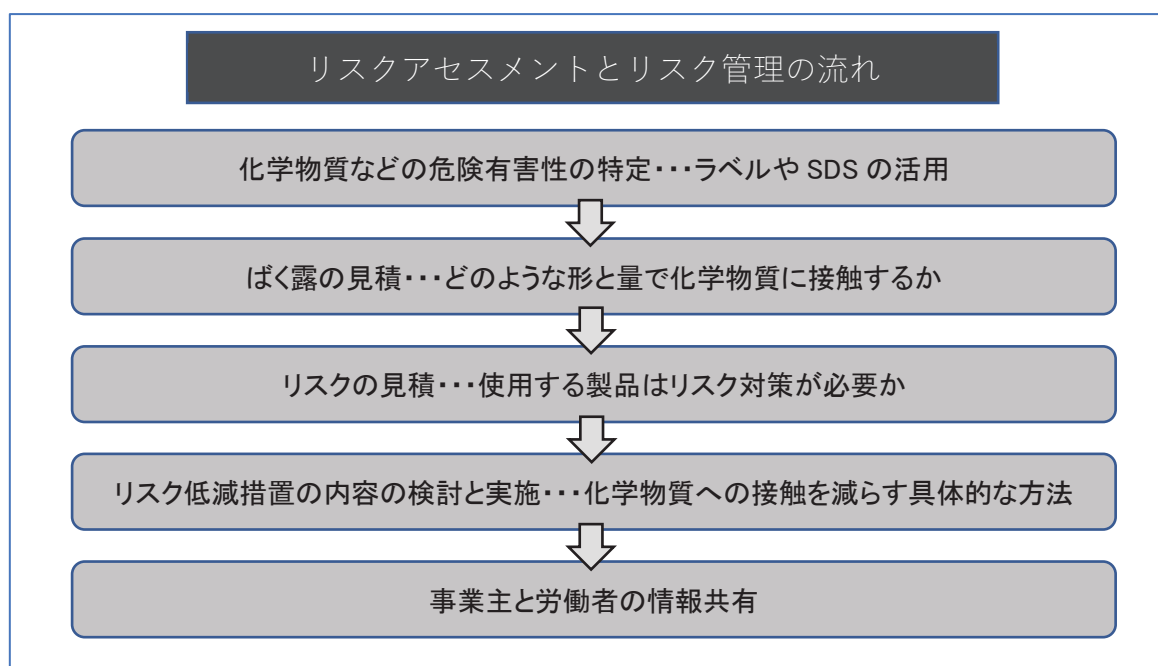 リスクアセスメントとリスク管理の流れ
化学物質などの危険有害性の特定・・・ラベルや SDS の活用
ばく露の見積・・・どのような形と量で化学物質に接触するか
リスクの見積・・・使用する製品はリスク対策が必要か
リスク低減措置の内容の検討と実施・・・化学物質への接触を減らす具体的な方法
事業主と労働者の情報共有